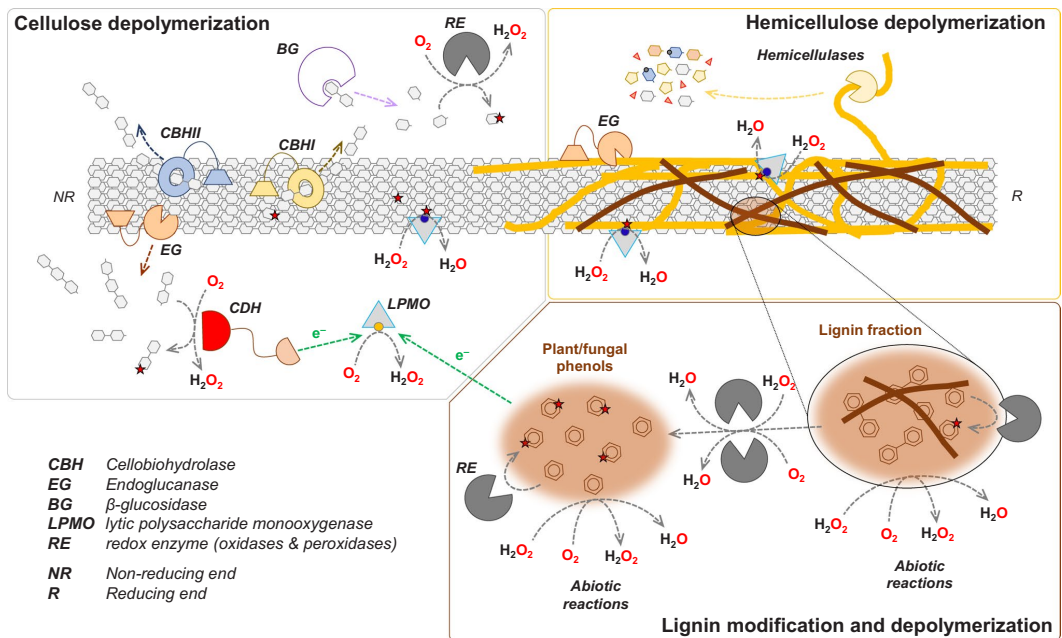 Cellulose depolymerization
RE
O₂
H₂O₂
BG
CBHII
CBHI
NR
EG
H₂O₂
H₂O
O₂
CDH
H₂O₂
e⁻
LPMO
O₂
H₂O₂
e⁻
Hemicellulose depolymerization
Hemicellulases
EG
H₂O
H₂O₂
R
H₂O₂
H₂O
Plant/fungal
phenols
Lignin fraction
H₂O
H₂O₂
H₂O
O₂
RE
H₂O₂
O₂
H₂O₂
H₂O
Abiotic
reactions
H₂O₂
O₂
H₂O₂
H₂O
Abiotic
reactions
Lignin modification and depolymerization
CBH Cellobiohydrolase
EG Endoglucanase
BG β-glucosidase
LPMO lytic polysaccharide monooxygenase
RE redox enzyme (oxidases & peroxidases)
NR Non-reducing end
R Reducing end